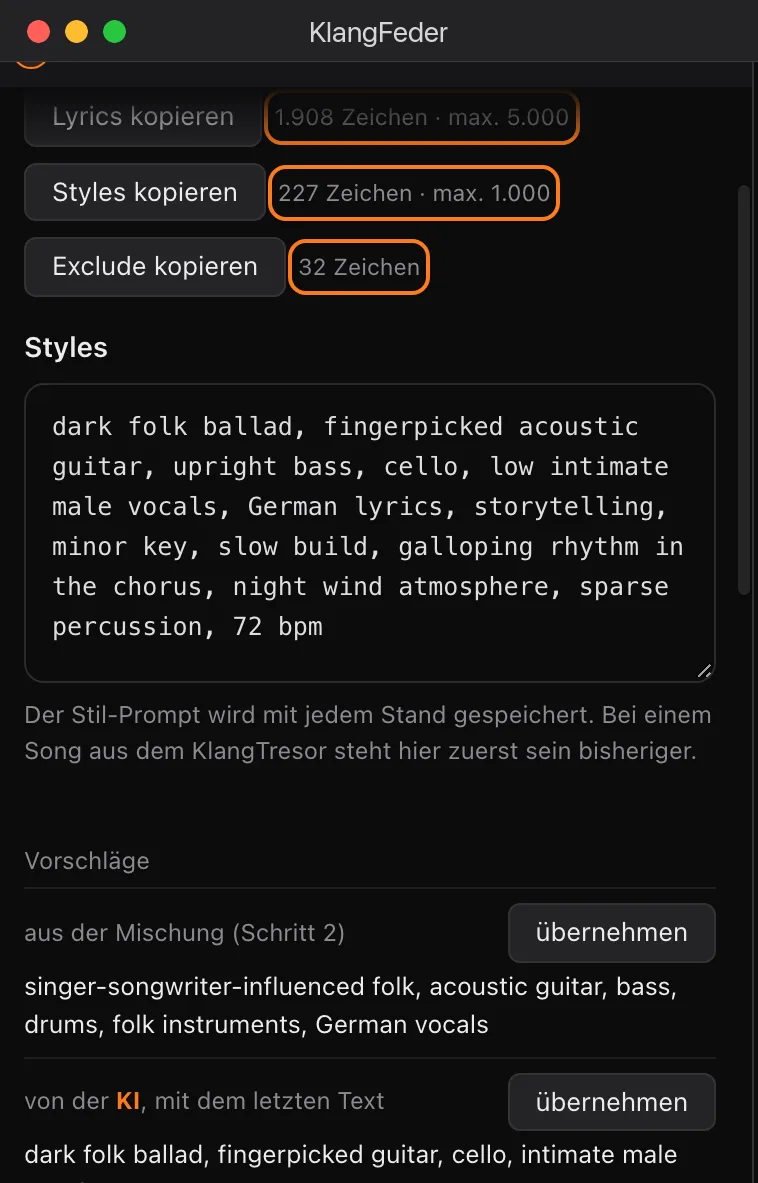 KlangFeder
Lyrics kopieren 1.908 Zeichen · max. 5.000
Styles kopieren 227 Zeichen · max. 1.000
Exclude kopieren 32 Zeichen
Styles
dark folk ballad, fingerpicked acoustic
guitar, upright bass, cello, low intimate
male vocals, German lyrics, storytelling,
minor key, slow build, galloping rhythm in
the chorus, night wind atmosphere, sparse
percussion, 72 bpm
Der Stil-Prompt wird mit jedem Stand gespeichert. Bei einem
Song aus dem KlangTresor steht hier zuerst sein bisheriger.
Vorschläge
aus der Mischung (Schritt 2) übernehmen
singer-songwriter-influenced folk, acoustic guitar, bass,
drums, folk instruments, German vocals
von der KI, mit dem letzten Text übernehmen
dark folk ballad, fingerpicked guitar, cello, intimate male